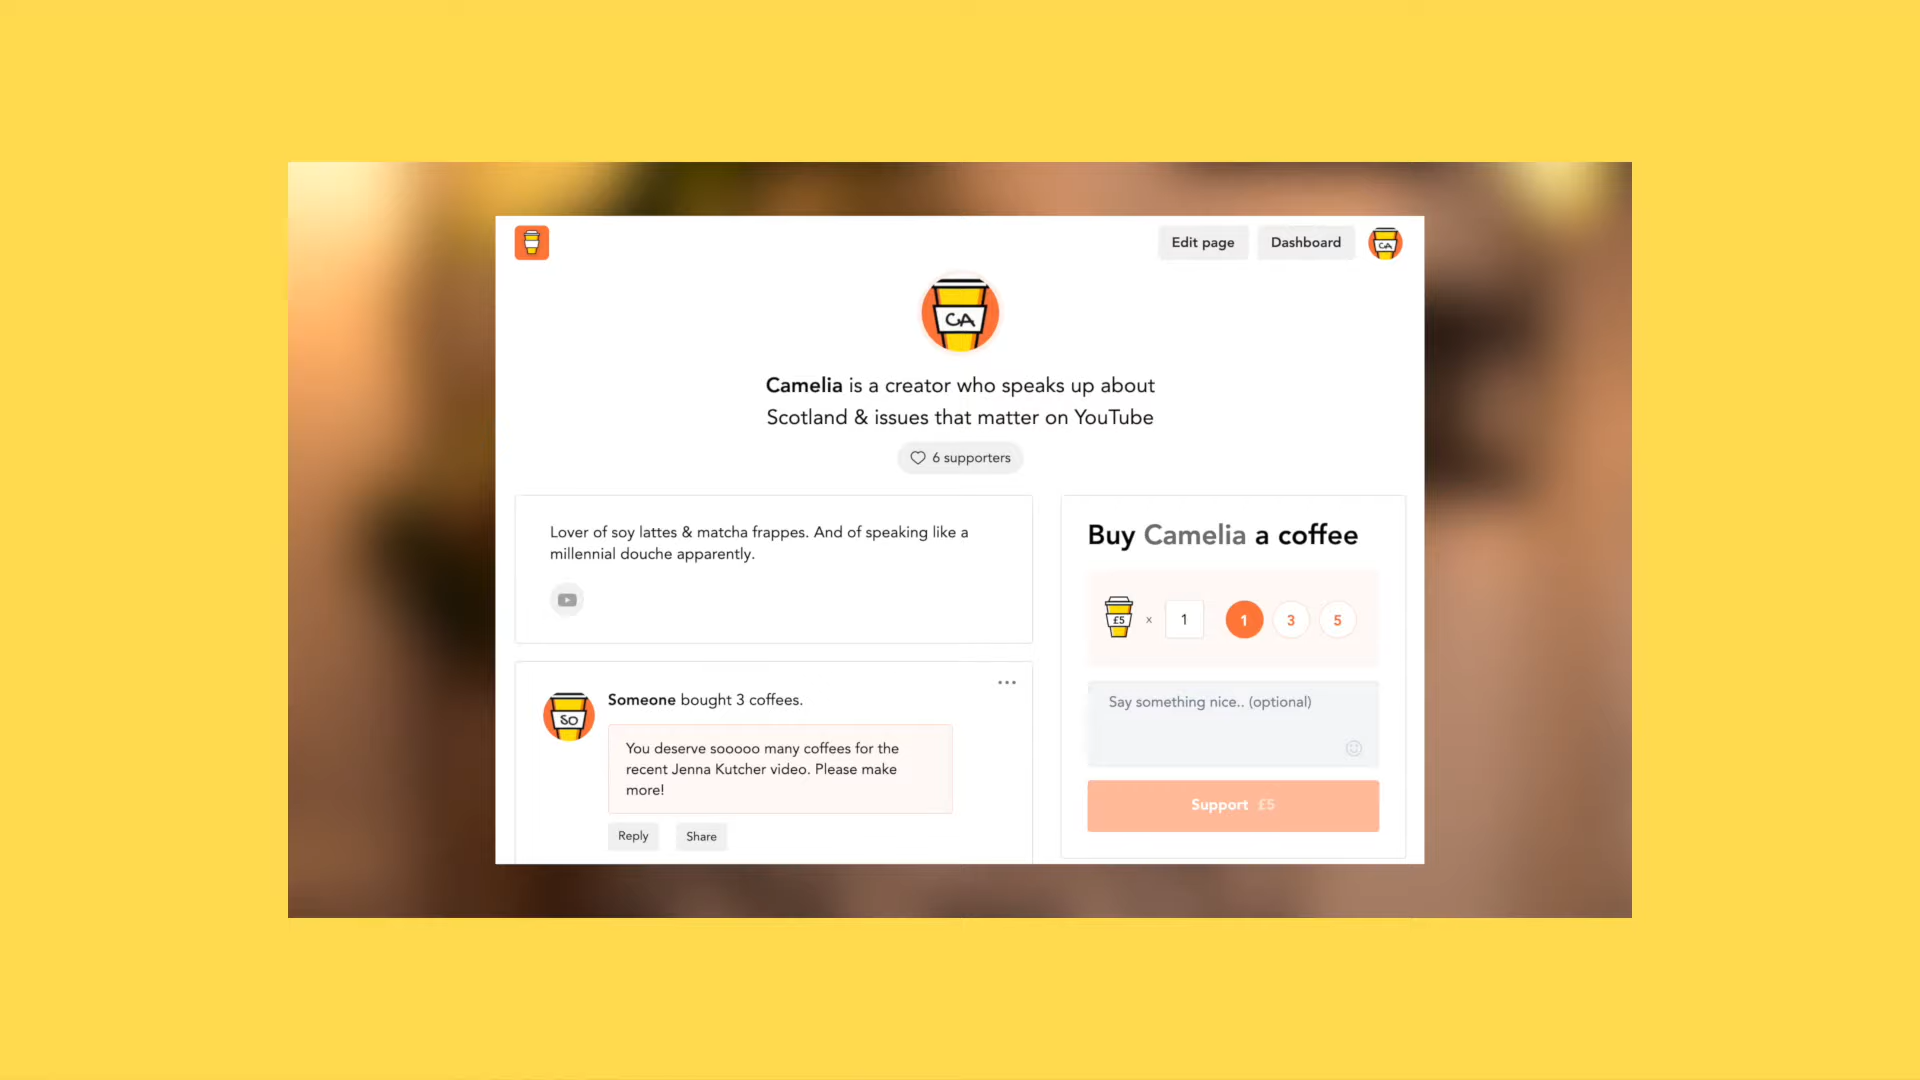 Edit page
Dashboard
CA
CA
Camelia is a creator who speaks up about
Scotland & issues that matter on YouTube
6 supporters
Lover of soy lattes & matcha frappes. And of speaking like a
millennial douche apparently.
Buy Camelia a coffee
£5 x 1 1 3 5
Say something nice.. (optional)
Support £5
SO
Someone bought 3 coffees.
You deserve sooooo many coffees for the
recent Jenna Kutcher video. Please make
more!
Reply
Share